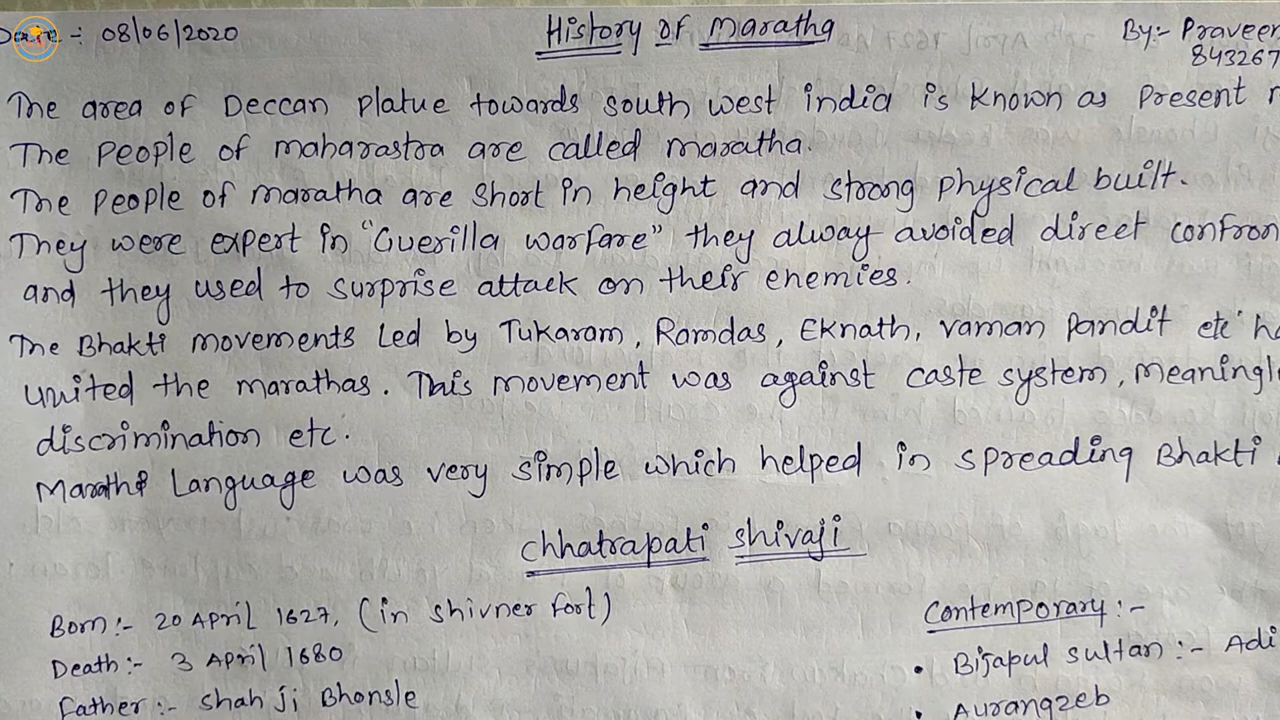 Date :- 08/06/2020
History of Maratha
By:- Praveen
843267
The area of Deccan Platue towards south west india is known as Present
The People of maharastra are called maratha.
The People of maratha are short in height and strong physical built.
They were expert in "Guerilla warfare" they alway avoided direct confron
and they used to surprise attack on their enemies.
The Bhakti movements Led by Tukaram, Ramdas, Eknath, vaman Pandit etc
united the marathas. This movement was against caste system, meaningl
discrimination etc.
Marathi Language was very simple which helped in spreading Bhakti
Chhatrapati Shivaji
Born:- 20 April 1627, (in Shivner fort)
Death:- 3 April 1680
Father:- Shah ji Bhonsle
Contemporary:-
• Bijapul sultan:- Adi
• Aurangzeb